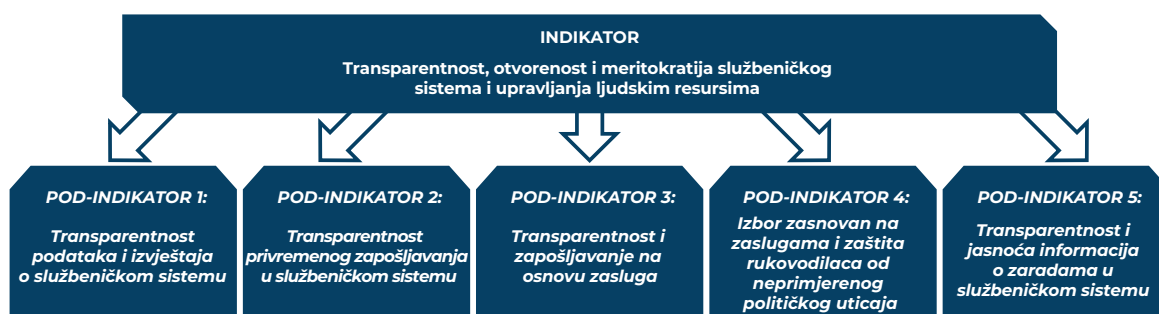 INDIKATOR
Transparentnost, otvorenost i meritokratija službeničkog
sistema i upravljanja ljudskim resursima
POD-INDIKATOR 1:
Transparentnost
podataka i izvještaja
o službeničkom sistemu
POD-INDIKATOR 2:
Transparentnost
privremenog zapošljavanja
u službeničkom sistemu
POD-INDIKATOR 3:
Transparentnost i
zapošljavanje na
osnovu zasluga
POD-INDIKATOR 4:
Izbor zasnovan na
zaslugama i zaštita
rukovodilaca od
neprimjerenog
političkog uticaja
POD-INDIKATOR 5:
Transparentnost i
jasnoća informacija
o zaradama u
službeničkom sistemu